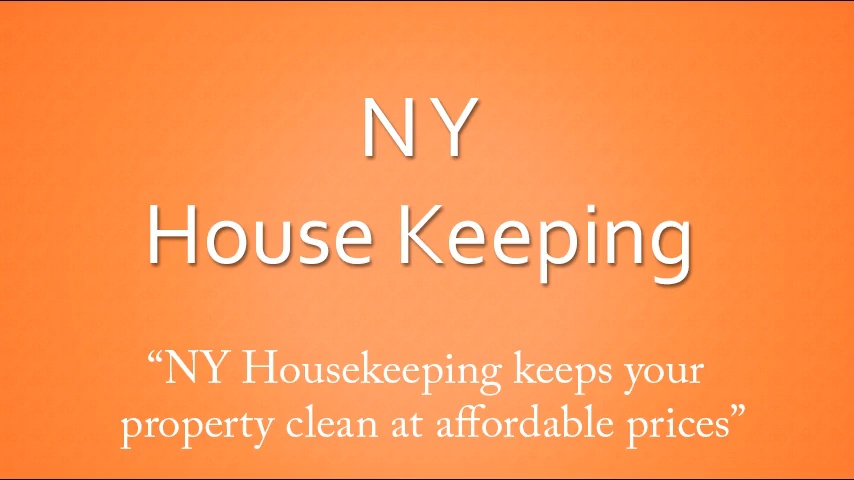 NY
House Keeping
“NY Housekeeping keeps your
property clean at affordable prices”